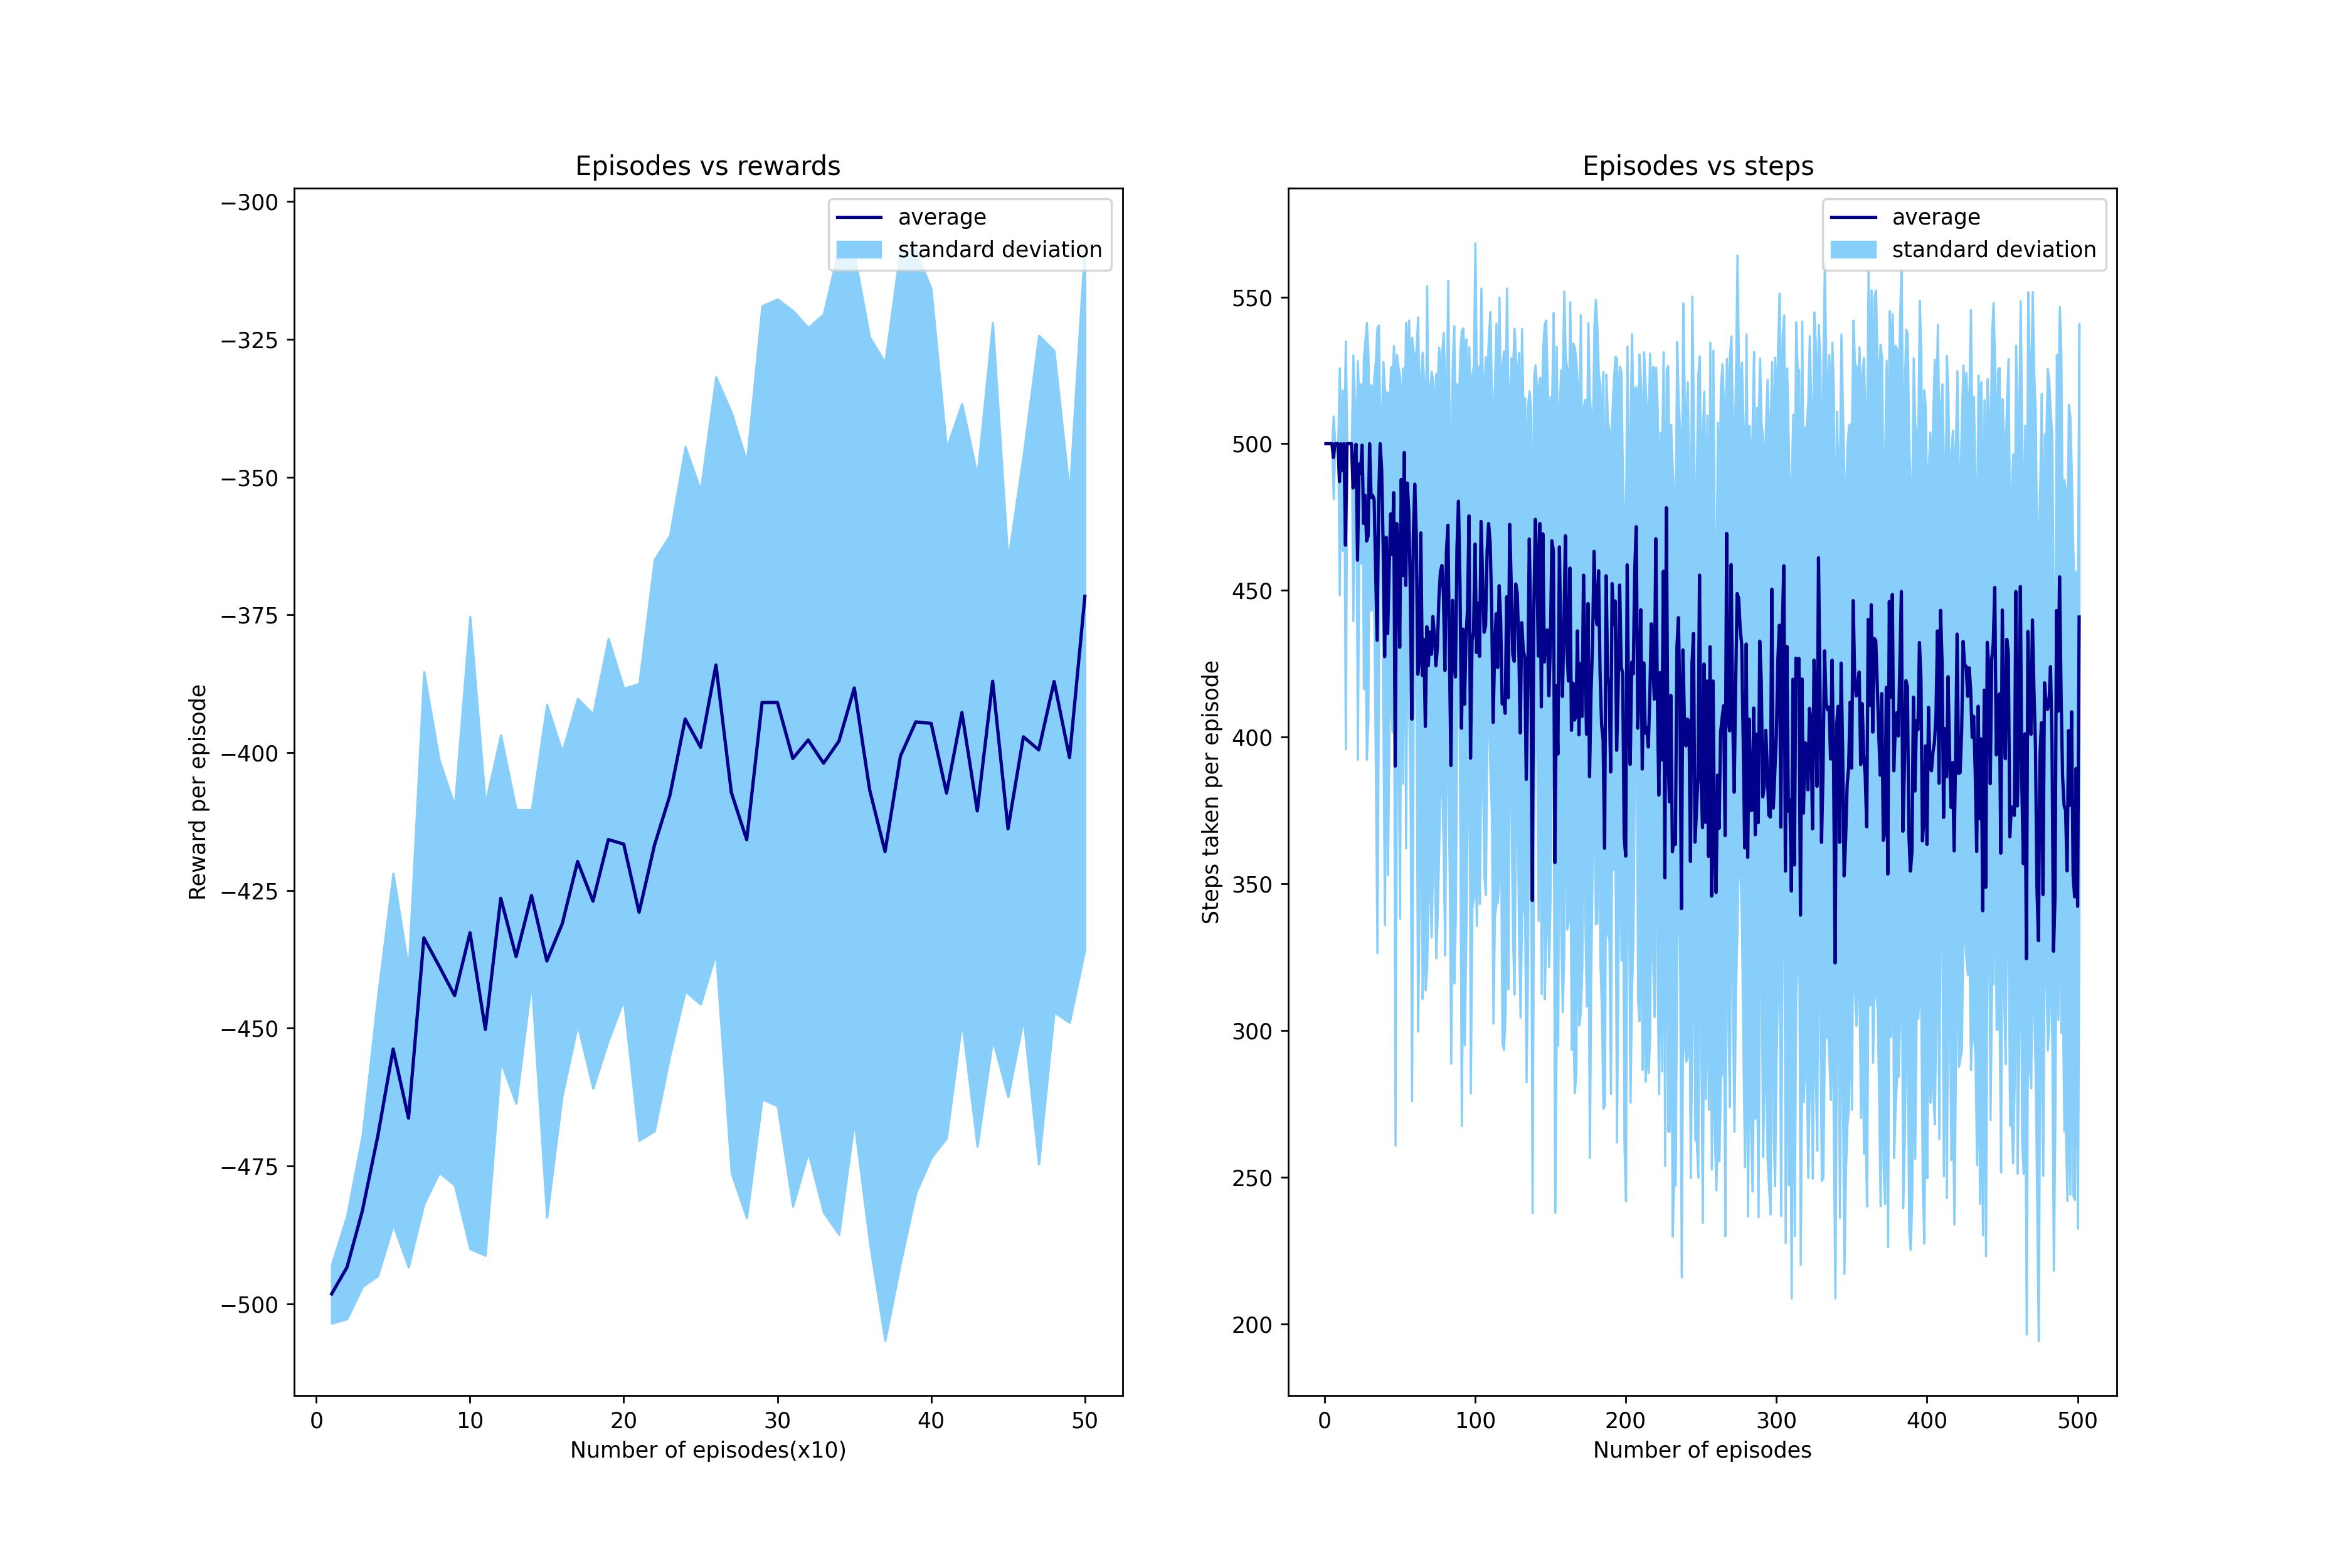 Episodes vs rewards
average
standard deviation
−300
−325
−350
−375
−400
−425
−450
−475
−500
Reward per episode
0 10 20 30 40 50
Number of episodes(x10)
Episodes vs steps
average
standard deviation
550
500
450
400
350
300
250
200
Steps taken per episode
0 100 200 300 400 500
Number of episodes